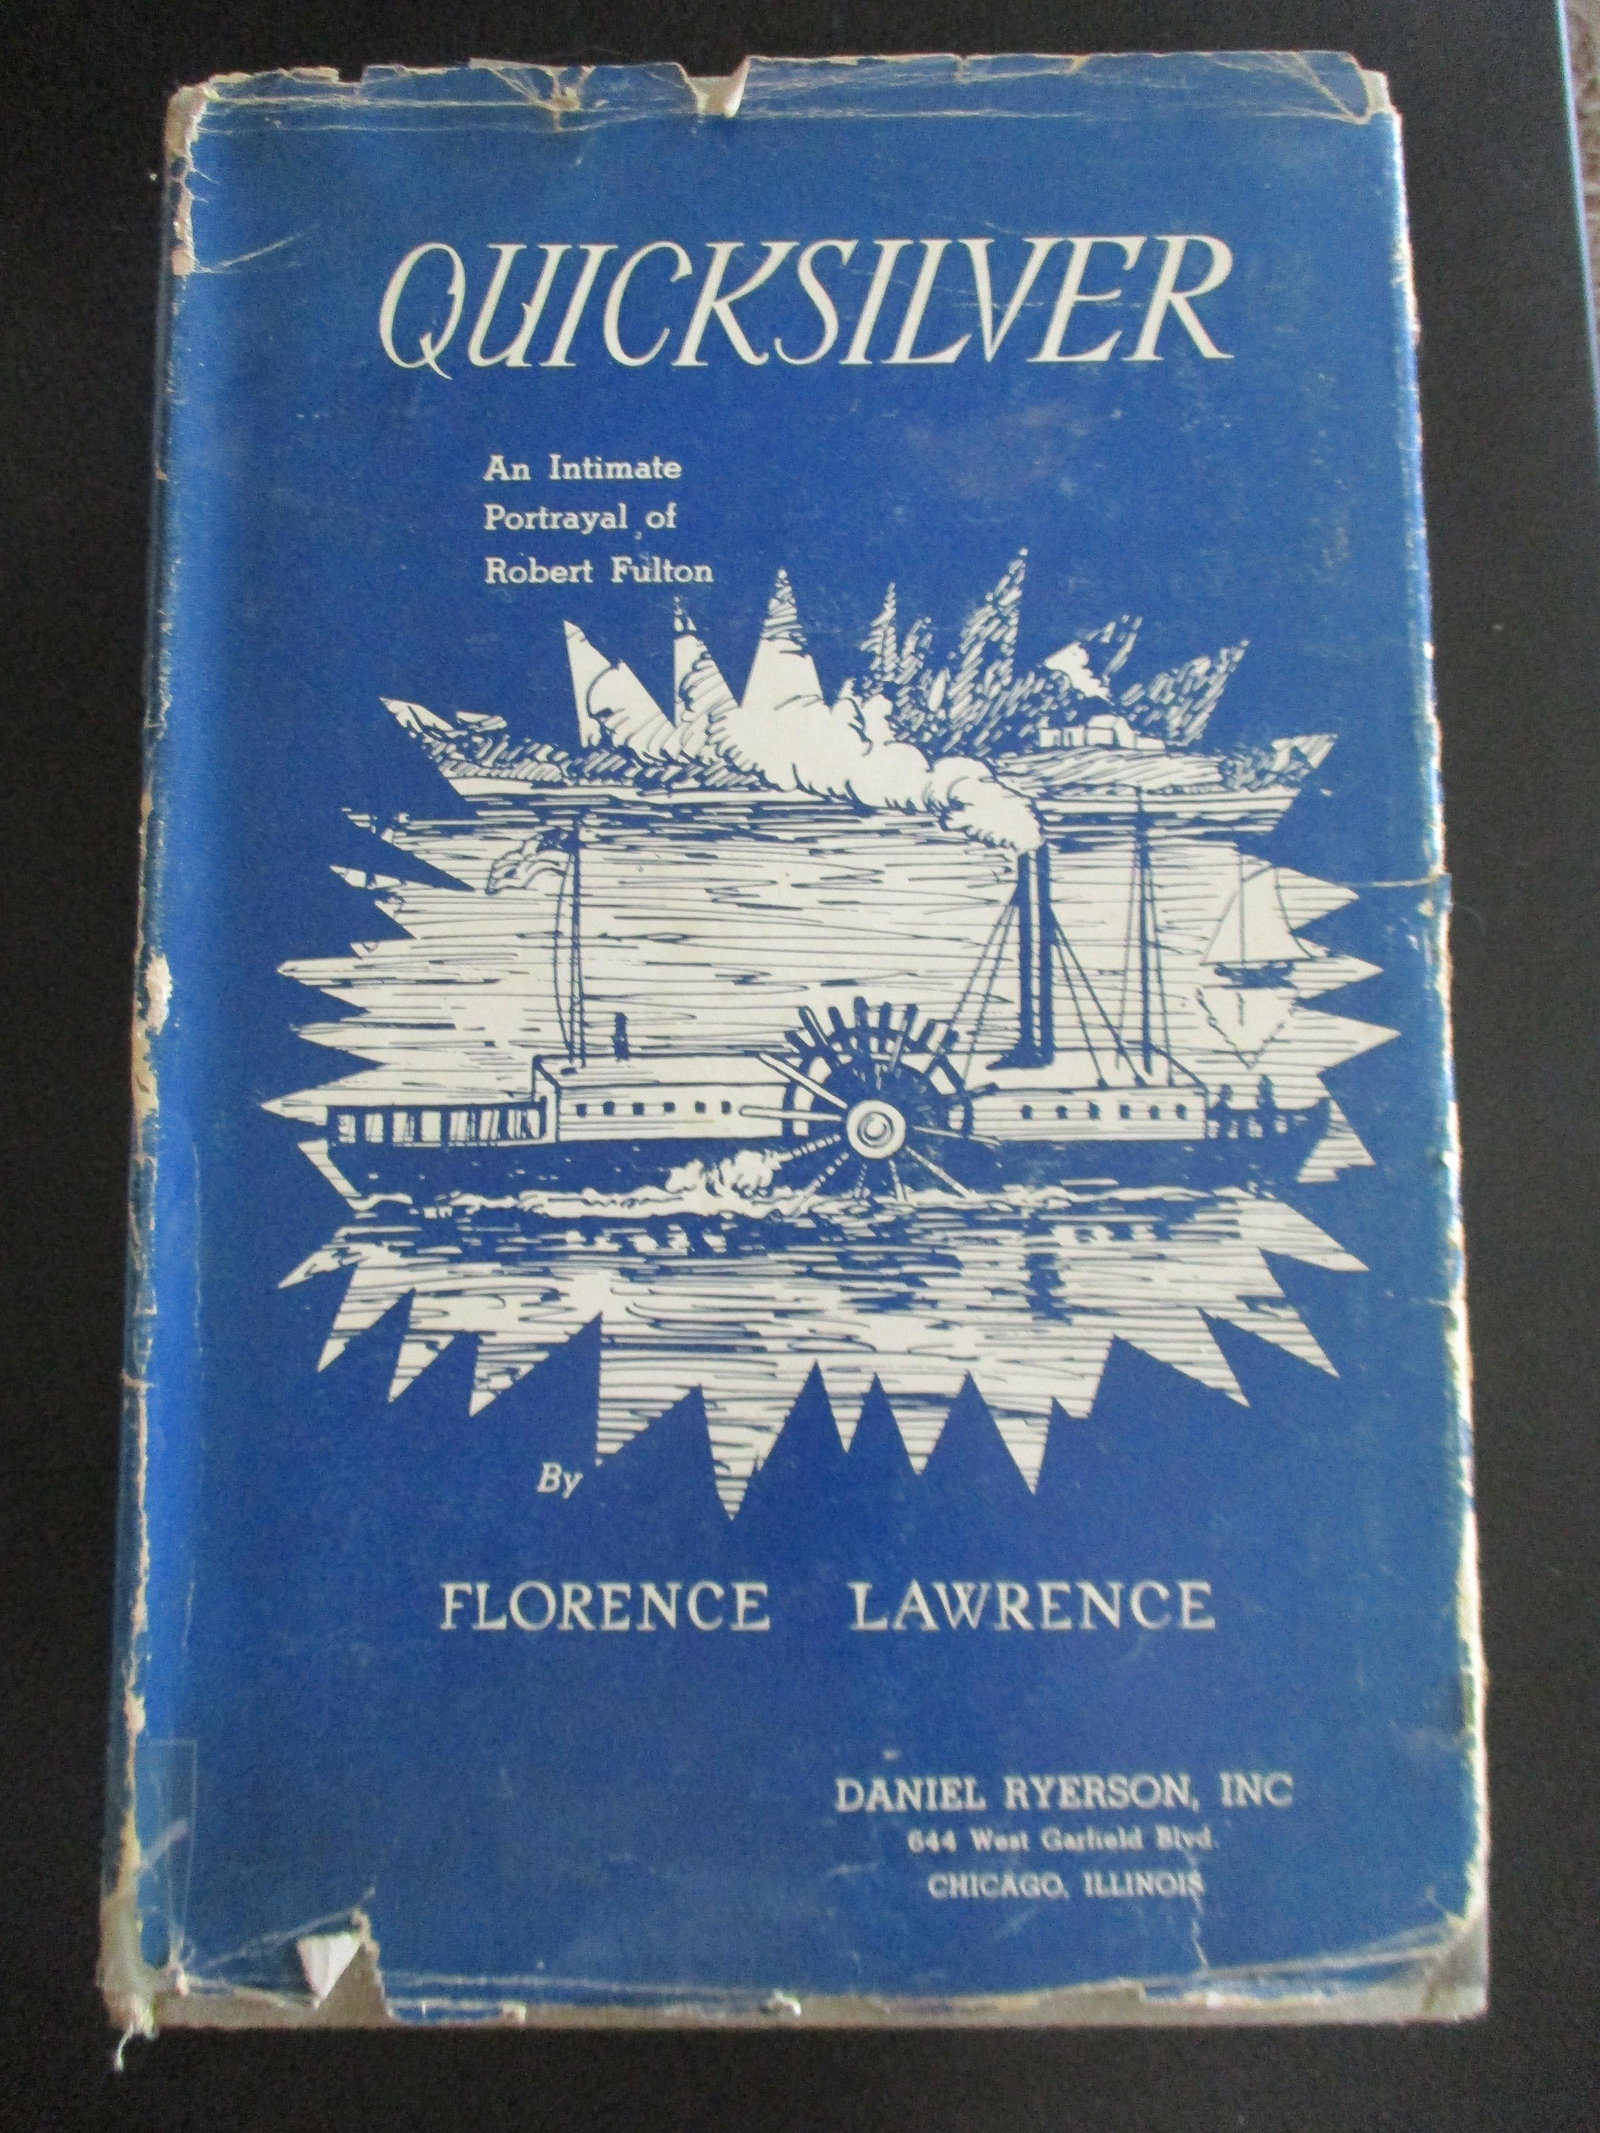 QUICKSILVER
An Intimate
Portrayal of
Robert Fulton
By
FLORENCE LAWRENCE
DANIEL RYERSON, INC
644 West Garfield Blvd.
CHICAGO, ILLINOIS